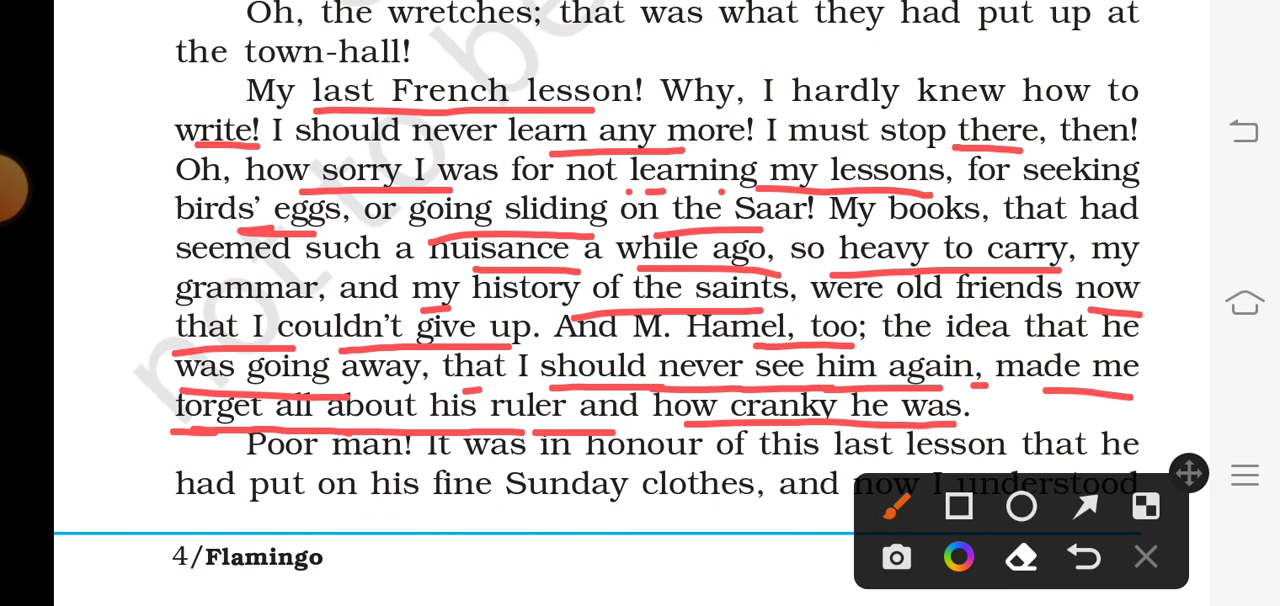 Oh, the wretches; that was what they had put up at
the town-hall!
My last French lesson! Why, I hardly knew how to
write! I should never learn any more! I must stop there, then!
Oh, how sorry I was for not learning my lessons, for seeking
birds’ eggs, or going sliding on the Saar! My books, that had
seemed such a nuisance a while ago, so heavy to carry, my
grammar, and my history of the saints, were old friends now
that I couldn’t give up. And M. Hamel, too; the idea that he
was going away, that I should never see him again, made me
forget all about his ruler and how cranky he was.
Poor man! It was in honour of this last lesson that he
had put on his fine Sunday clothes, and now I understood
4/Flamingo
not to be